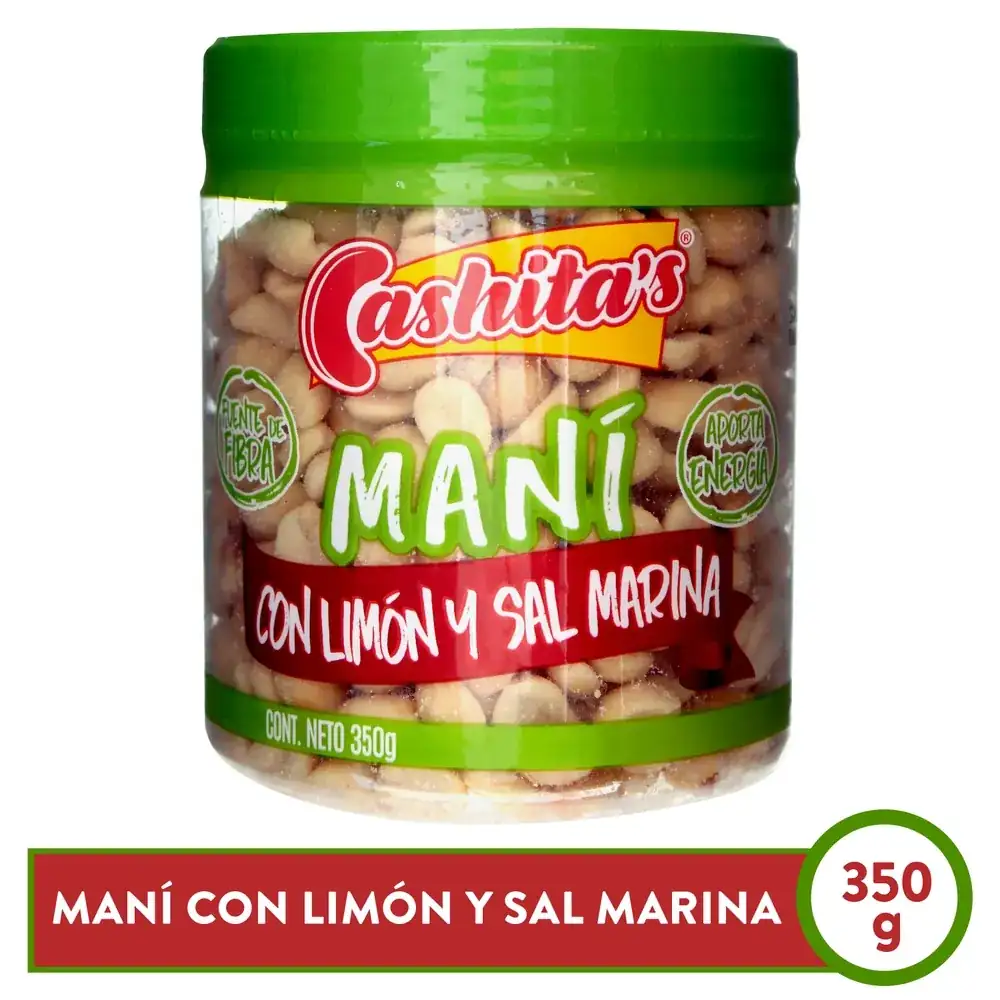 Cashita's®
FUENTE DE
FIBRA
APORTA
ENERGÍA
MANÍ
CON LIMÓN Y SAL MARINA
CONT. NETO 350g
MANÍ CON LIMÓN Y SAL MARINA
350
g